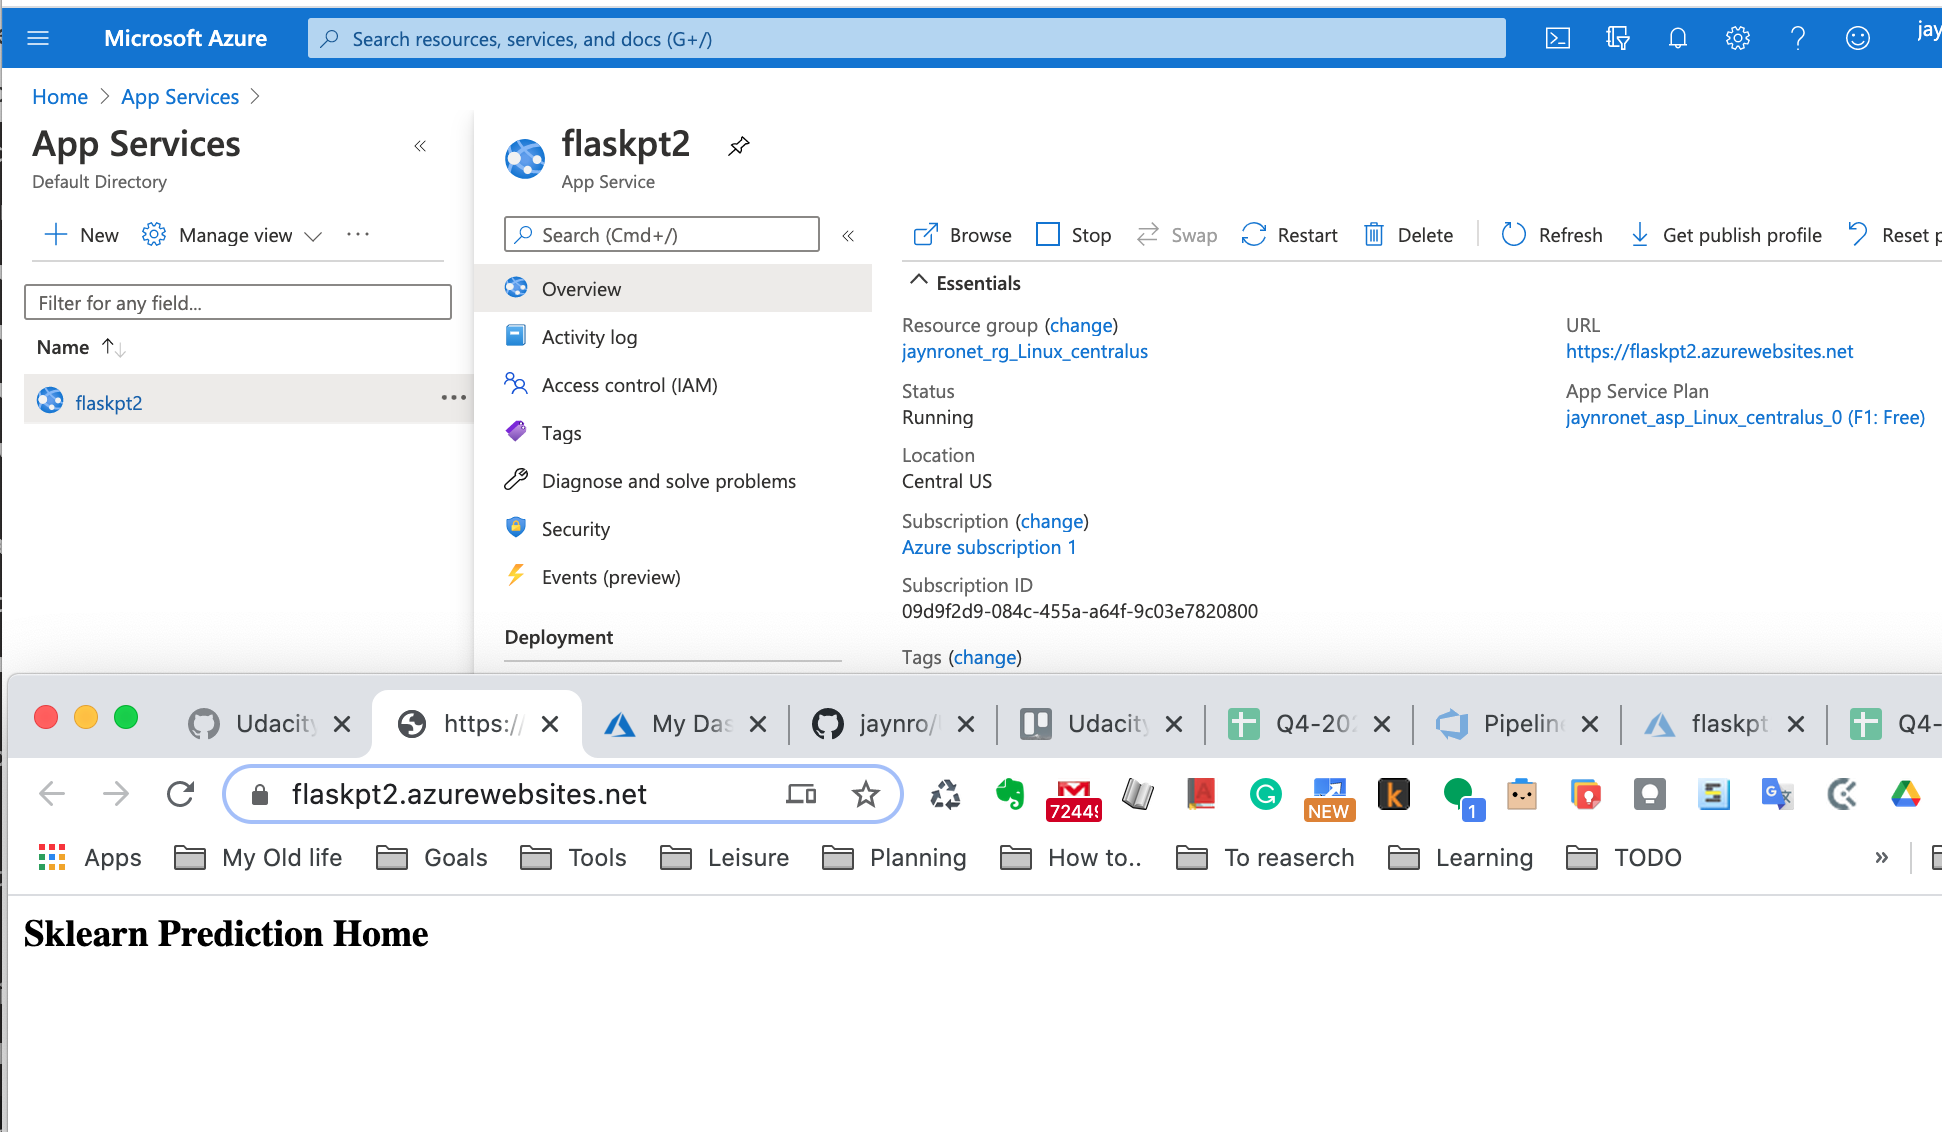 Microsoft Azure
Search resources, services, and docs (G+/)
jay
Home > App Services >
App Services
Default Directory
New
Manage view
Filter for any field...
Name
flaskpt2
flaskpt2
App Service
Search (Cmd+/)
Overview
Activity log
Access control (IAM)
Tags
Diagnose and solve problems
Security
Events (preview)
Deployment
Browse
Stop
Swap
Restart
Delete
Refresh
Get publish profile
Reset p
Essentials
Resource group (change)
jaynronet_rg_Linux_centralus
Status
Running
Location
Central US
Subscription (change)
Azure subscription 1
Subscription ID
09d9f2d9-084c-455a-a64f-9c03e7820800
Tags (change)
URL
https://flaskpt2.azurewebsites.net
App Service Plan
jaynronet_asp_Linux_centralus_0 (F1: Free)
Udacity
https://
My Das
jaynro/
Udacity
Q4-202
Pipeline
flaskpt
Q4-
flaskpt2.azurewebsites.net
72449
NEW
1
Apps
My Old life
Goals
Tools
Leisure
Planning
How to..
To reaserch
Learning
TODO
»
Sklearn Prediction Home